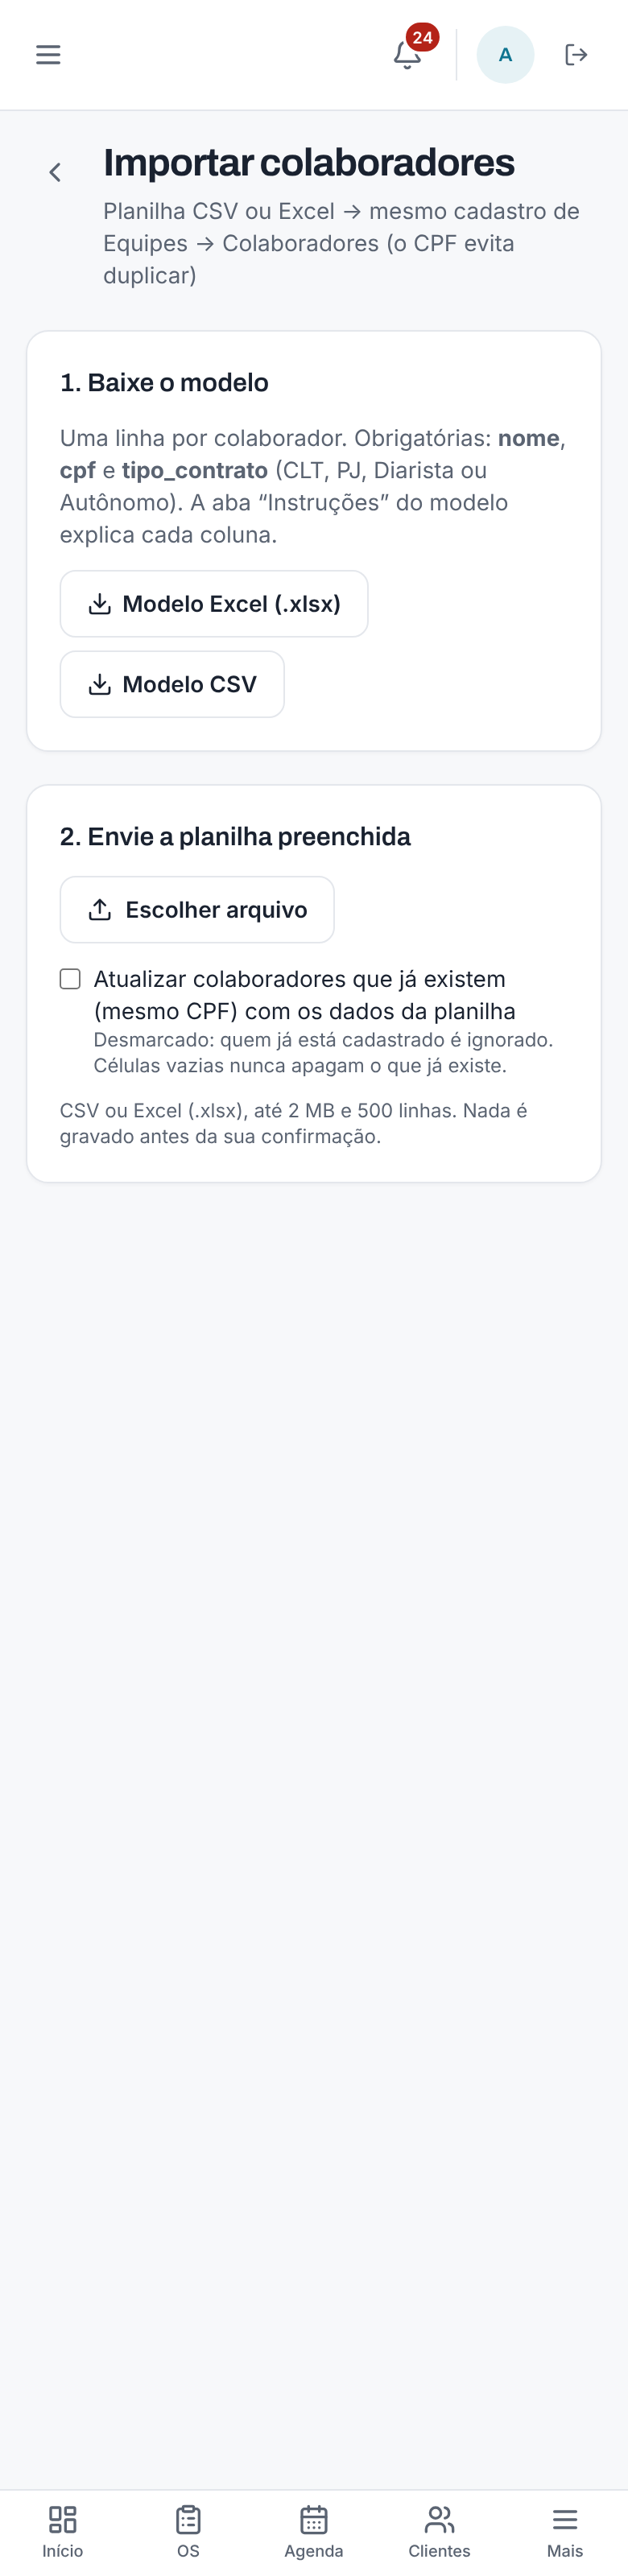 24
A
Importar colaboradores
Planilha CSV ou Excel → mesmo cadastro de
Equipes → Colaboradores (o CPF evita
duplicar)
1. Baixe o modelo
Uma linha por colaborador. Obrigatórias: nome,
cpf e tipo_contrato (CLT, PJ, Diarista ou
Autônomo). A aba “Instruções” do modelo
explica cada coluna.
Modelo Excel (.xlsx)
Modelo CSV
2. Envie a planilha preenchida
Escolher arquivo
Atualizar colaboradores que já existem
(mesmo CPF) com os dados da planilha
Desmarcado: quem já está cadastrado é ignorado.
Células vazias nunca apagam o que já existe.
CSV ou Excel (.xlsx), até 2 MB e 500 linhas. Nada é
gravado antes da sua confirmação.
Início
OS
Agenda
Clientes
Mais